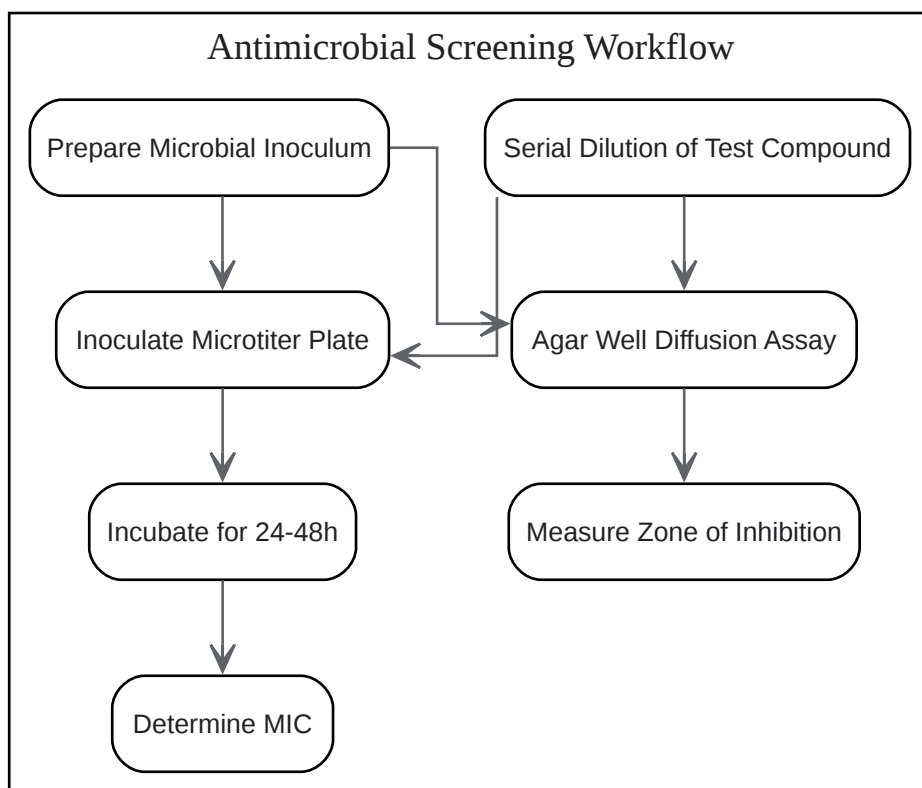 Antimicrobial Screening Workflow
Prepare Microbial Inoculum
Serial Dilution of Test Compound
Inoculate Microtiter Plate
Agar Well Diffusion Assay
Incubate for 24-48h
Measure Zone of Inhibition
Determine MIC